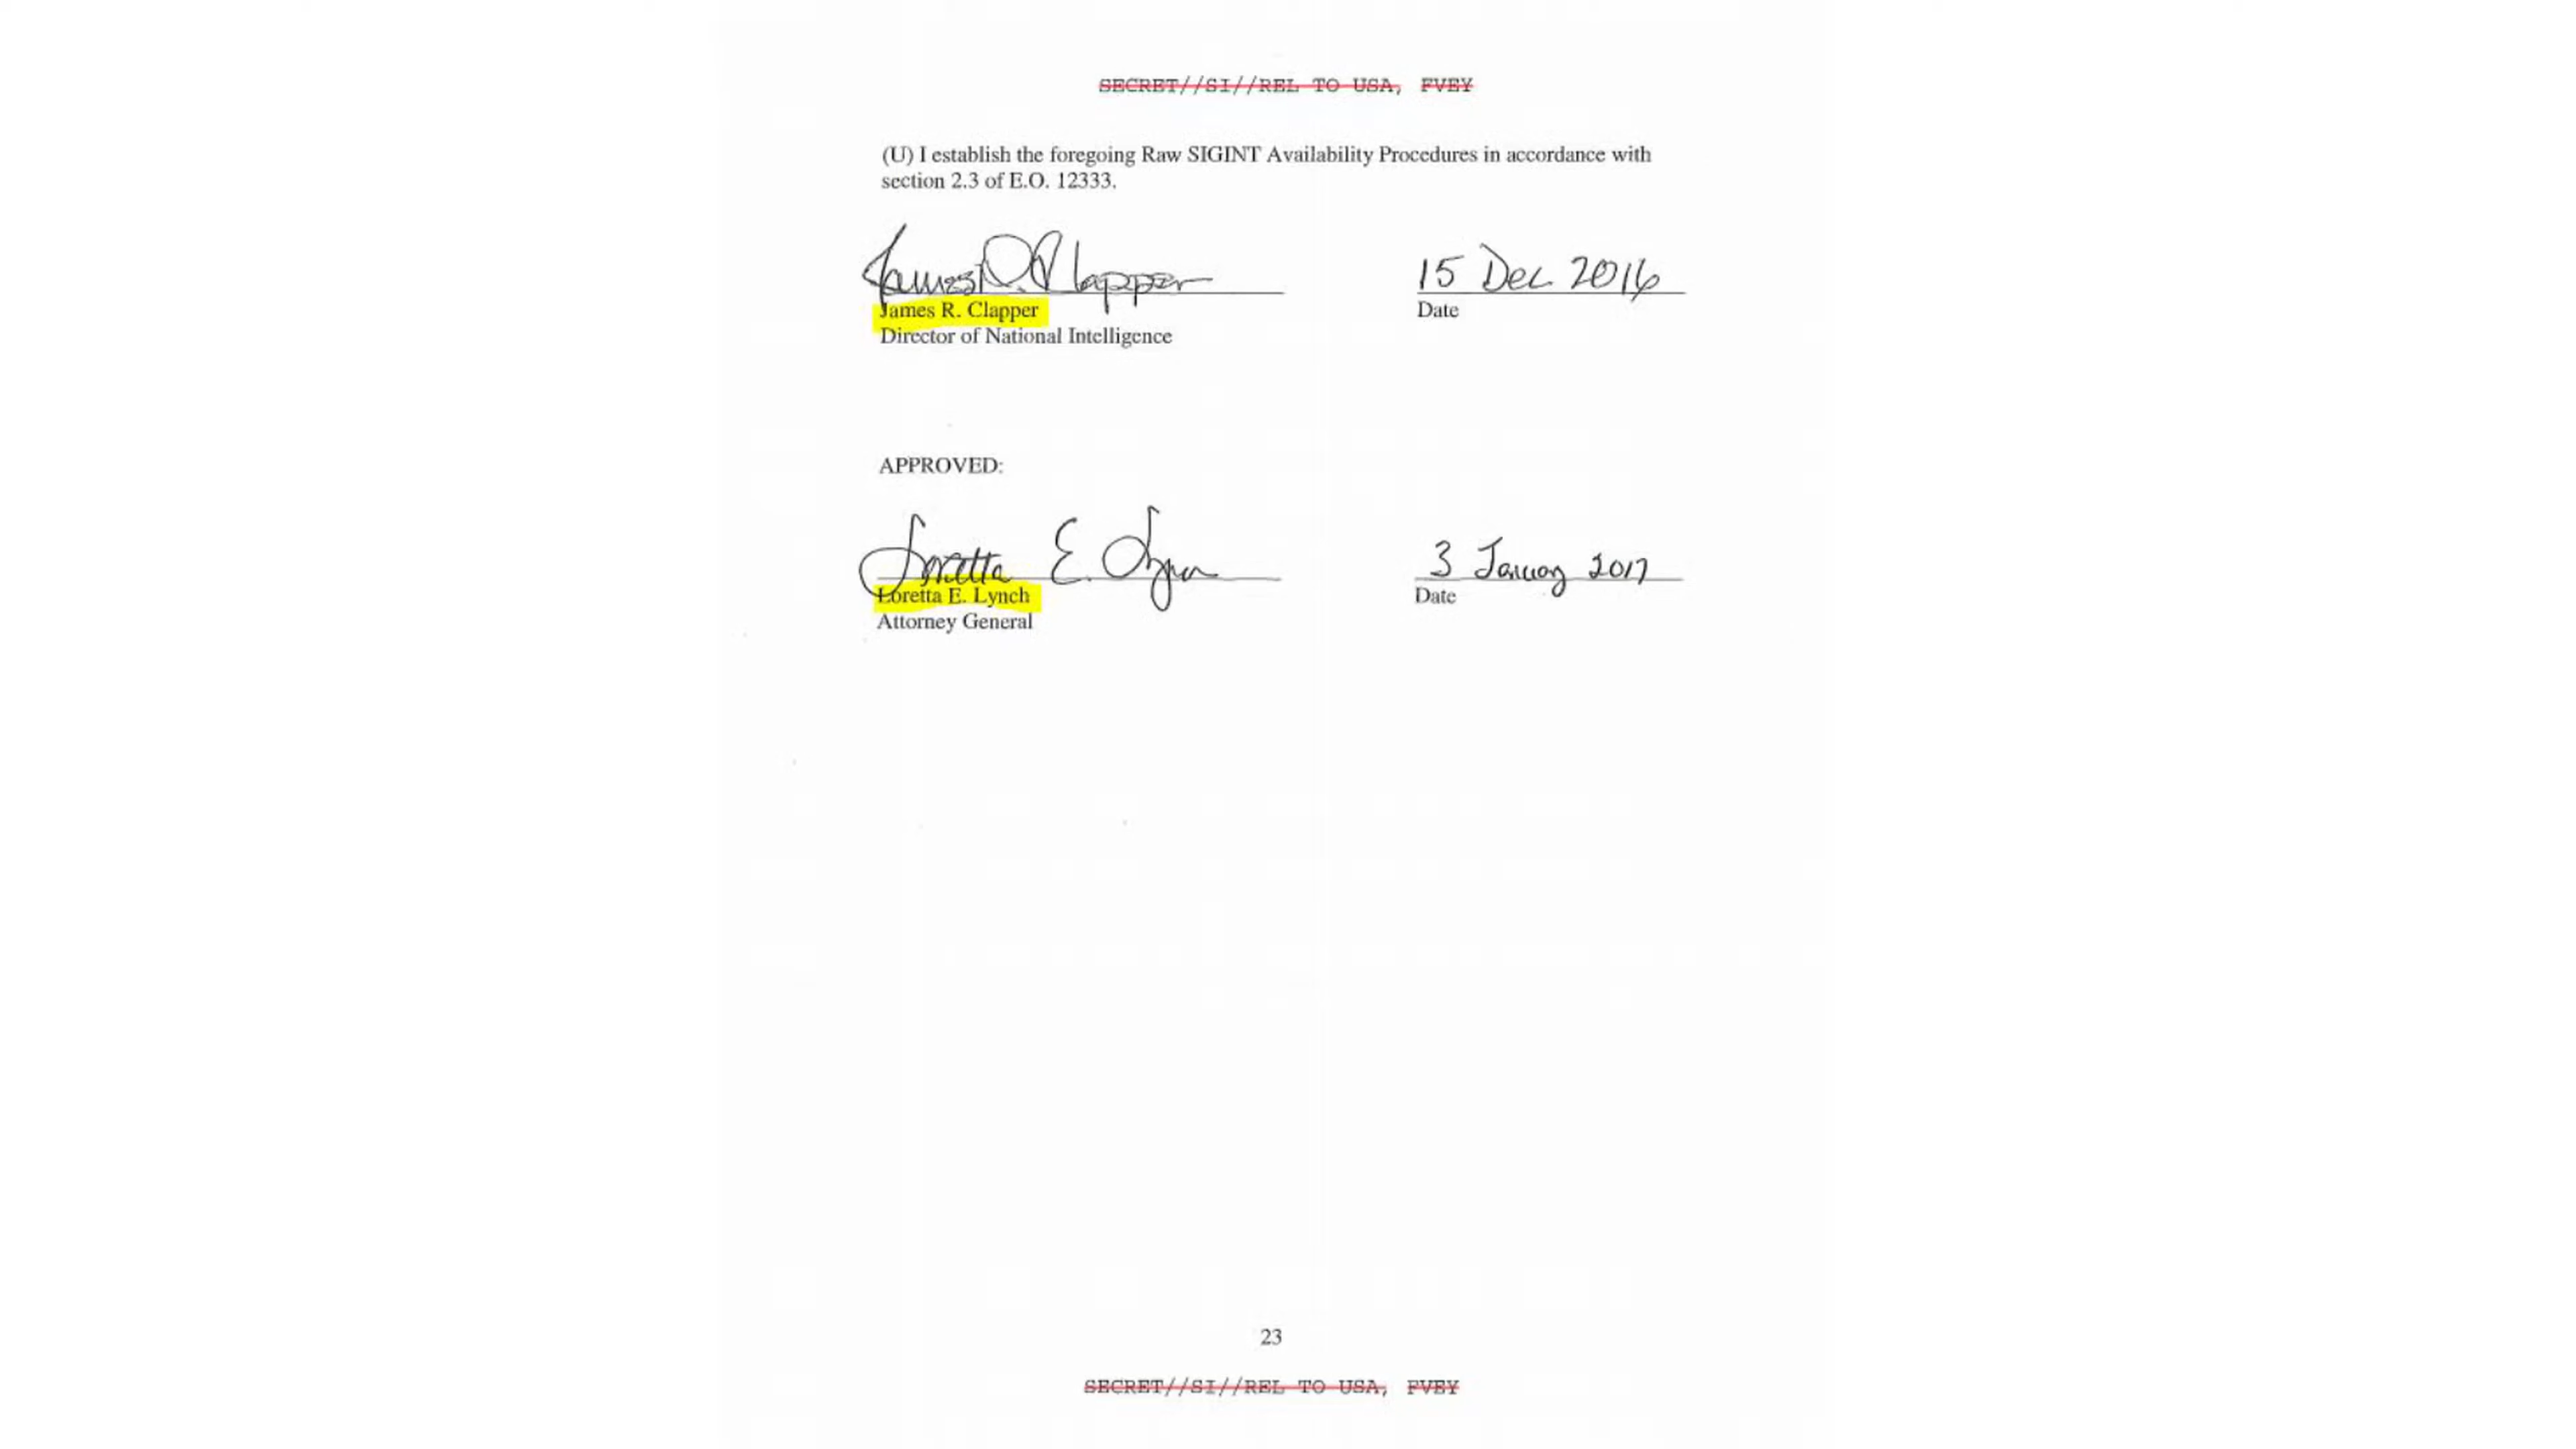 SECRET//SI//REL TO USA, FVEY
(U) I establish the foregoing Raw SIGINT Availability Procedures in accordance with
section 2.3 of E.O. 12333.
James R. Clapper 15 Dec 2016
James R. Clapper Date
Director of National Intelligence
APPROVED:
Loretta E. Lynch 3 January 2017
Loretta E. Lynch Date
Attorney General
23
SECRET//SI//REL TO USA, FVEY